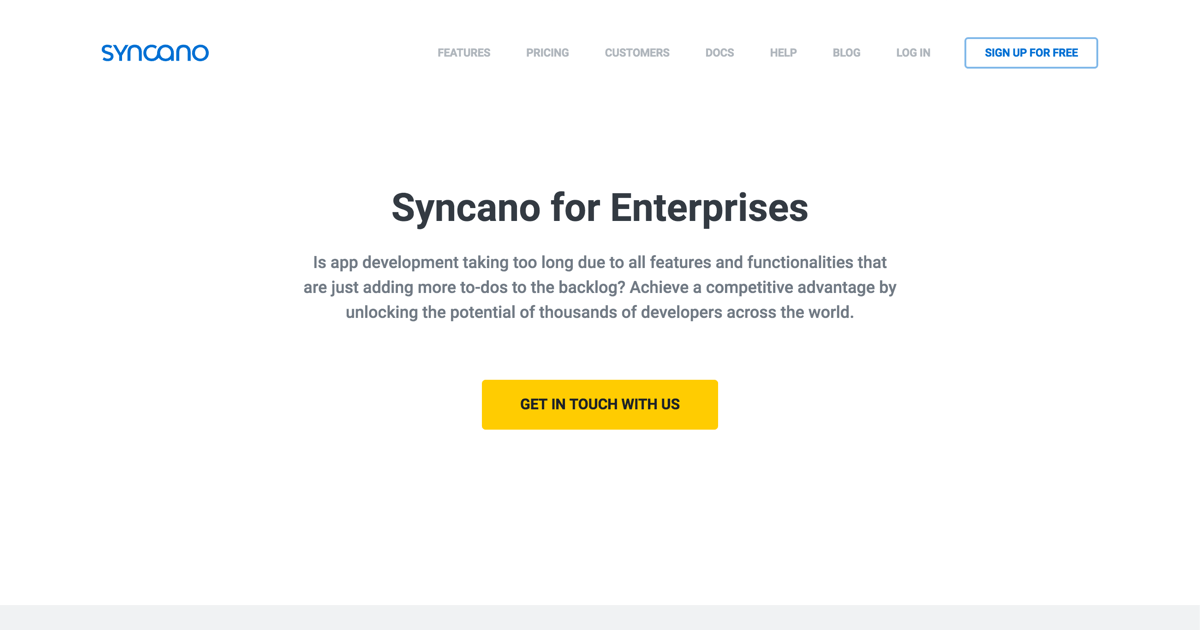 SYNCANO
FEATURES PRICING CUSTOMERS DOCS HELP BLOG LOG IN SIGN UP FOR FREE
Syncano for Enterprises
Is app development taking too long due to all features and functionalities that
are just adding more to-dos to the backlog? Achieve a competitive advantage by
unlocking the potential of thousands of developers across the world.
GET IN TOUCH WITH US